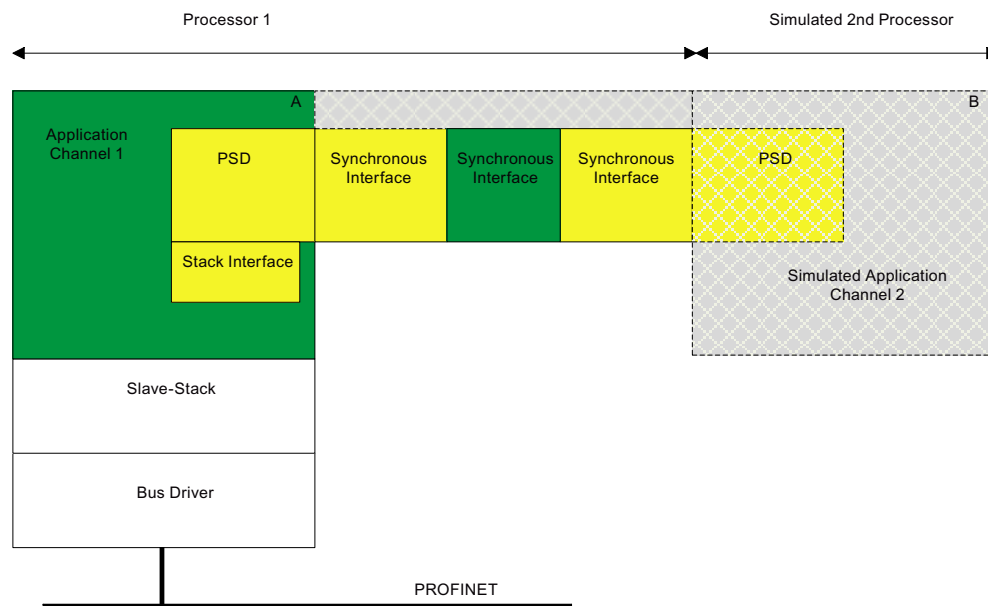 Processor 1
Simulated 2nd Processor
A
B
Application
Channel 1
PSD
Synchronous
Interface
Synchronous
Interface
Synchronous
Interface
PSD
Stack Interface
Simulated Application
Channel 2
Slave-Stack
Bus Driver
PROFINET